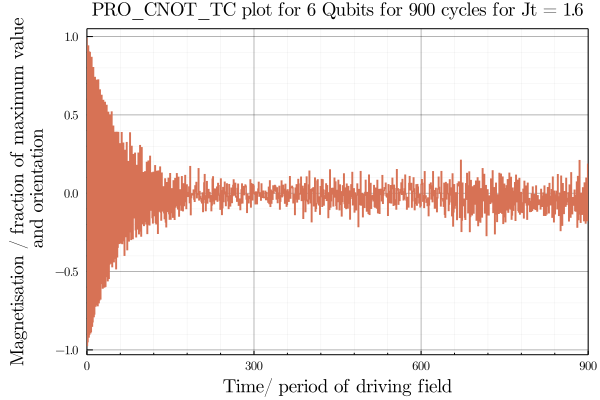 PRO_CNOT_TC plot for 6 Qubits for 900 cycles for Jt = 1.6
Magnetisation / fraction of maximum value
and orientation
1.0
0.5
0.0
−0.5
−1.0
0
300
600
900
Time/ period of driving field